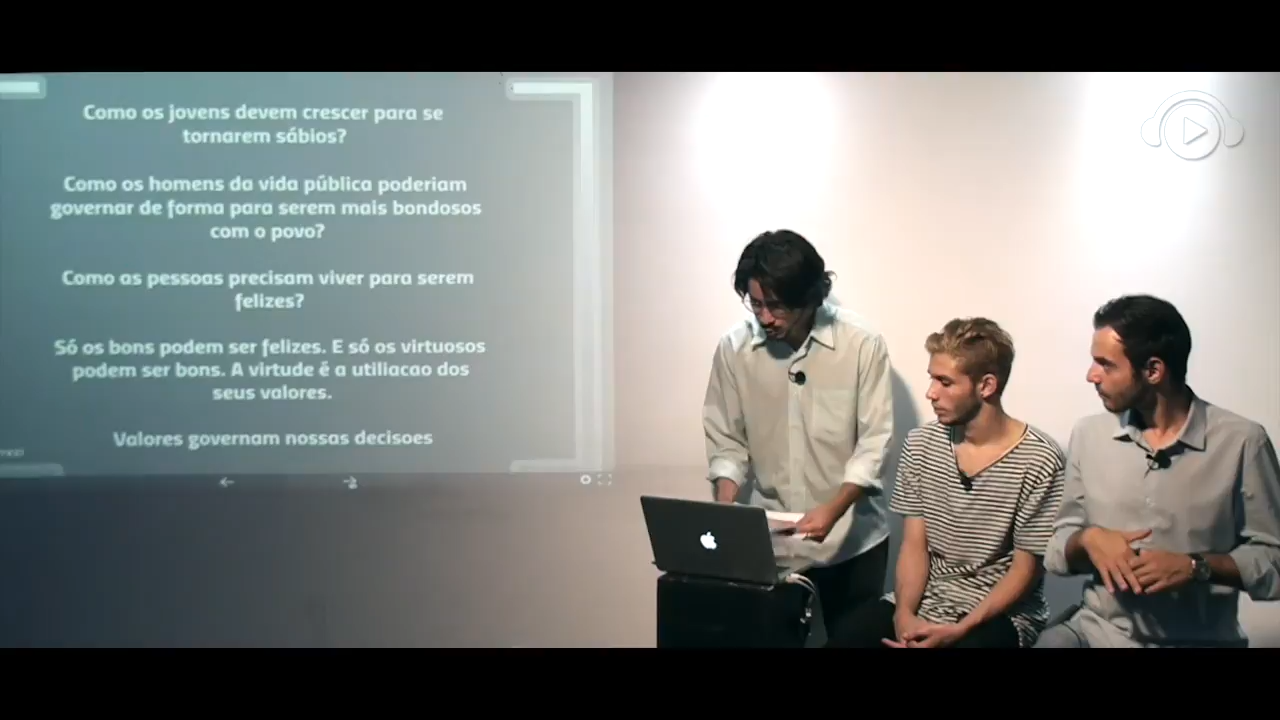 Como os jovens devem crescer para se
tornarem sábios?
Como os homens da vida pública poderiam
governar de forma para serem mais bondosos
com o povo?
Como as pessoas precisam viver para serem
felizes?
Só os bons podem ser felizes. E só os virtuosos
podem ser bons. A virtude é a utiliacao dos
seus valores.
Valores governam nossas decisoes